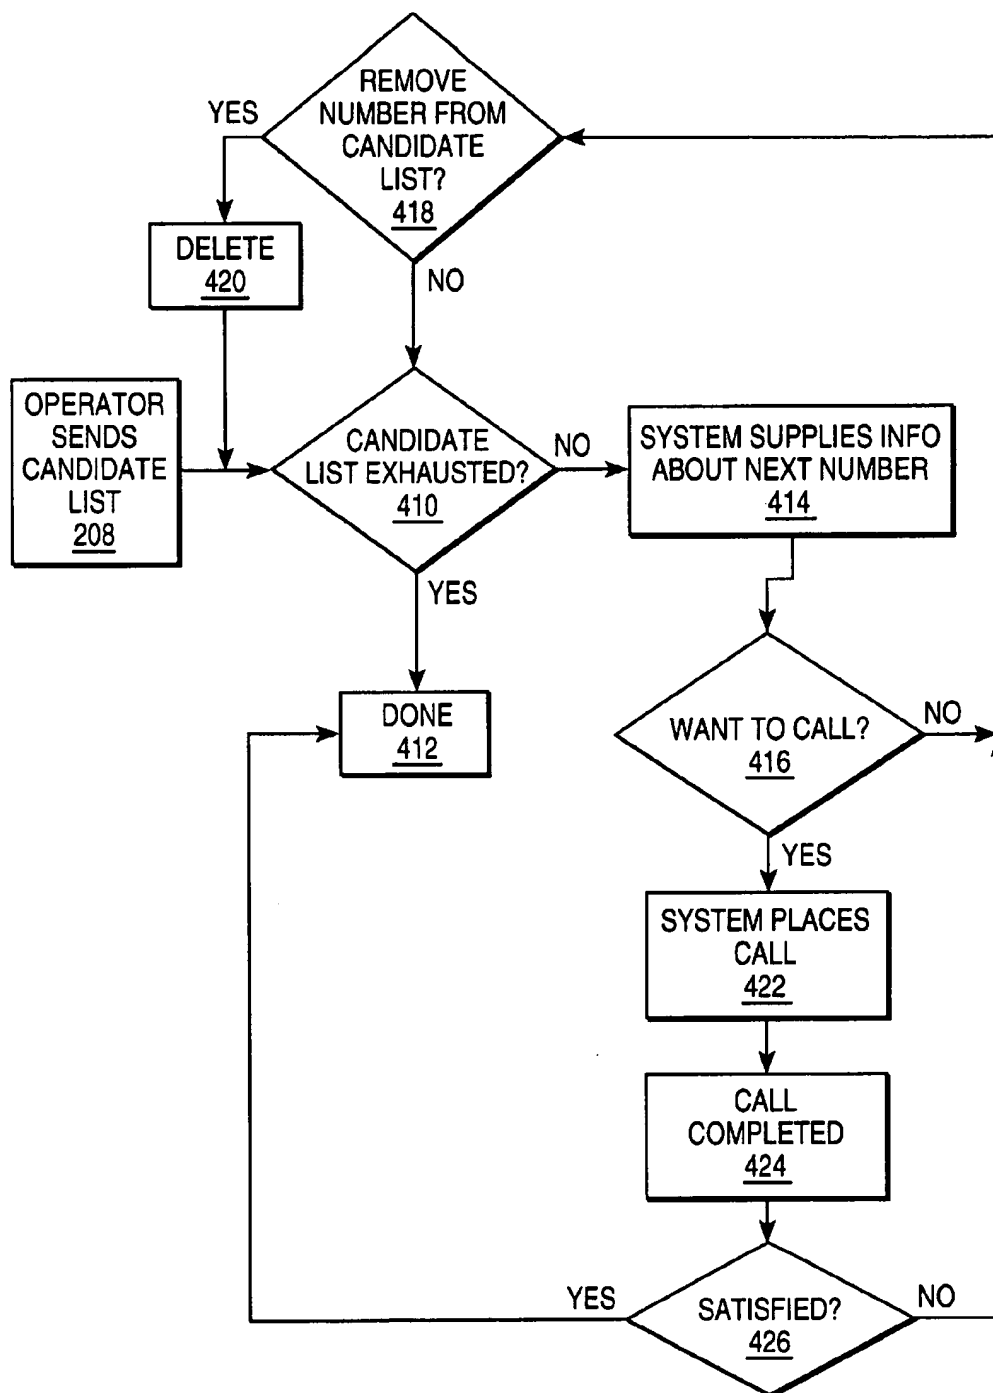 REMOVE
NUMBER FROM
CANDIDATE
LIST?
418
YES
NO
DELETE
420
OPERATOR
SENDS
CANDIDATE
LIST
208
CANDIDATE
LIST EXHAUSTED?
410
NO
YES
SYSTEM SUPPLIES INFO
ABOUT NEXT NUMBER
414
DONE
412
WANT TO CALL?
416
NO
YES
SYSTEM PLACES
CALL
422
CALL
COMPLETED
424
YES
SATISFIED?
426
NO